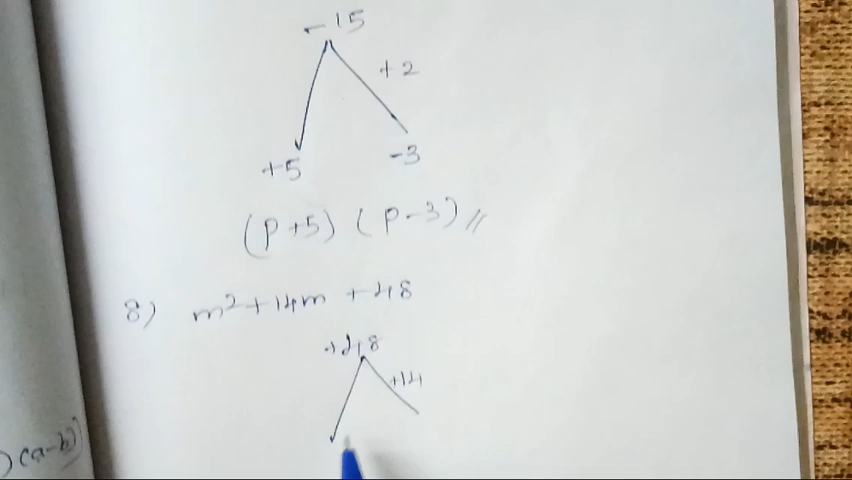 -15
+2
+5 -3
(p+5) (p-3) //
8) m²+14m +48
+48
+14
)(a-b)